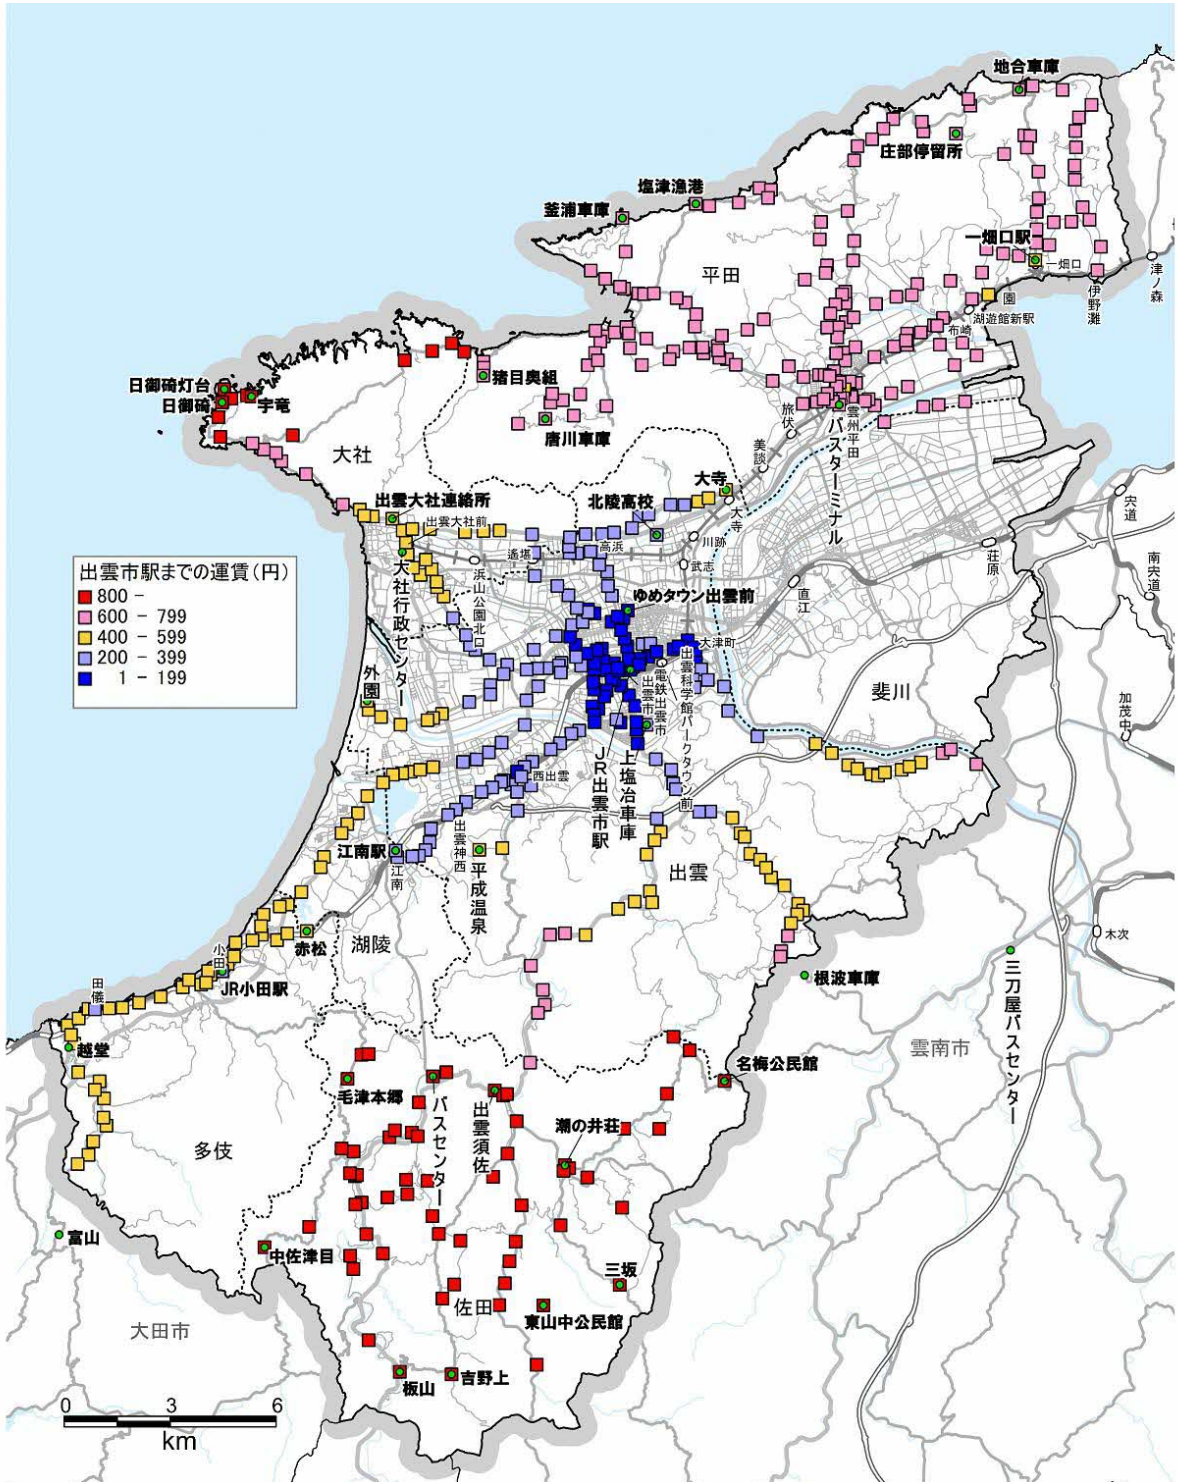 地合車庫
庄部停留所
塩津漁港
釜浦車庫
一畑口駅
一畑口
津ノ森
伊野灘
平田
園
湖遊館新駅
布崎
日御碕灯台
日御碕
宇竜
猪目奥組
唐川車庫
旅伏
雲州平田
バスターミナル
美談
大社
大寺
大寺
北陵高校
出雲大社連絡所
出雲大社前
川跡
高浜
遙堪
武志
宍道
荘原
南宍道
直江
大社行政センター
浜山公園北口
ゆめタウン出雲前
大津町
出雲市駅までの運賃(円)
800 -
600 - 799
400 - 599
200 - 399
1 - 199
外園
出雲市
電鉄出雲市
出雲科学館パークタウン前
斐川
加茂中
西出雲
JR出雲市駅
上塩冶車庫
江南駅
江南
出雲神西
平成温泉
出雲
赤松
湖陵
木次
小田
JR小田駅
田儀
根波車庫
三刀屋バスセンター
越堂
雲南市
名梅公民館
毛津本郷
バスセンター
出雲須佐
潮の井荘
多伎
富山
中佐津目
三坂
佐田
東山中公民館
大田市
板山
吉野上
0 3 6
km